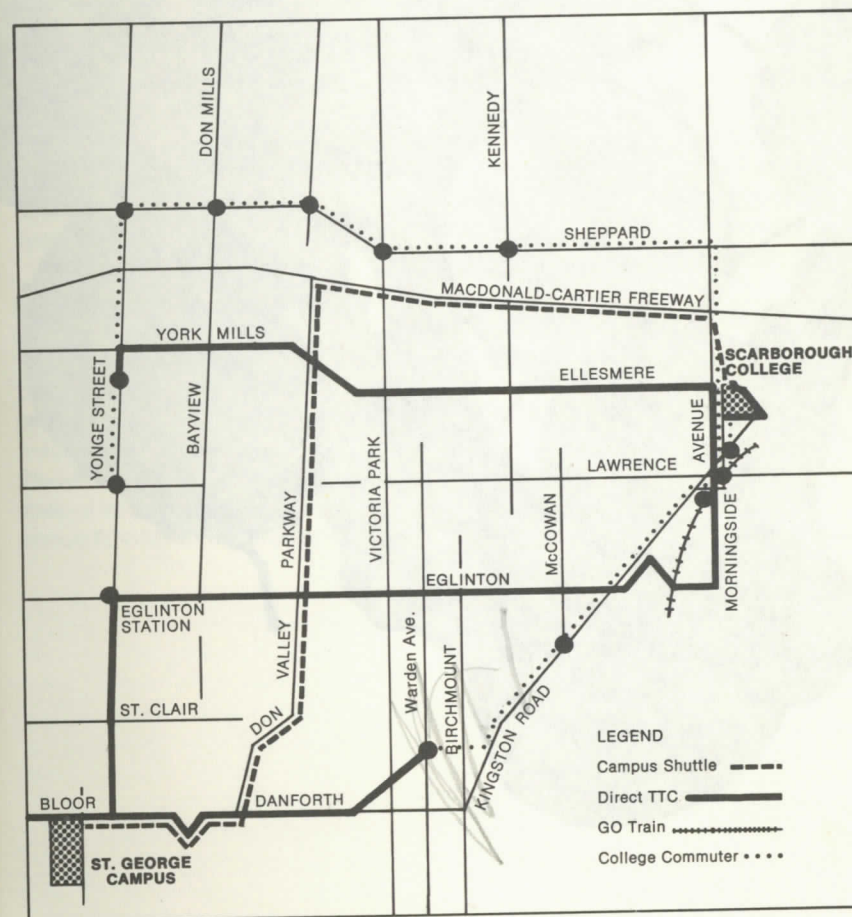 DON MILLS
KENNEDY
SHEPPARD
MACDONALD-CARTIER FREEWAY
YORK MILLS
SCARBOROUGH
COLLEGE
ELLESMERE
YONGE STREET
BAYVIEW
AVENUE
LAWRENCE
PARKWAY
VICTORIA PARK
McCOWAN
MORNINGSIDE
EGLINTON
EGLINTON
STATION
VALLEY
Warden Ave.
BIRCHMOUNT
ST. CLAIR
DON
KINGSTON ROAD
LEGEND
Campus Shuttle
BLOOR
DANFORTH
Direct TTC
GO Train
ST. GEORGE
CAMPUS
College Commuter